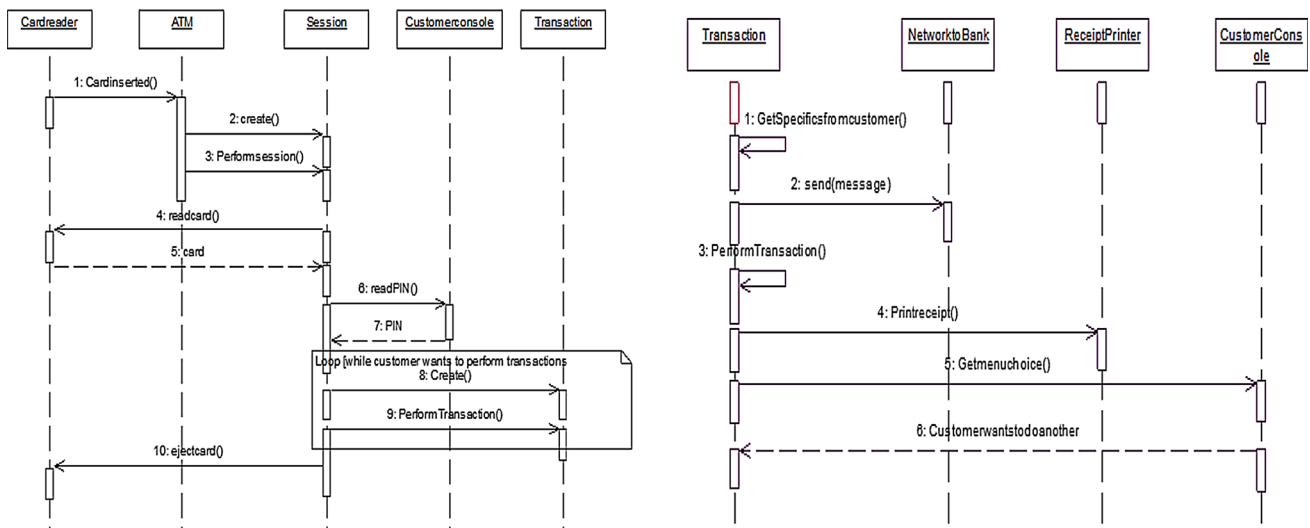 Cardreader
ATM
Session
Customerconsole
Transaction
1: Cardinserted()
2: create()
3: Performsession()
4: readcard()
5: card
6: readPIN()
7: PIN
Loop [while customer wants to perform transactions
8: Create()
9: PerformTransaction()
10: ejectcard()
Transaction
NetworktoBank
ReceiptPrinter
CustomerCons
ole
1: GetSpecificsfromcustomer()
2: send(message)
3: PerformTransaction()
4: Printreceipt()
5: Getmenuchoice()
6: Customerwantstodoanother